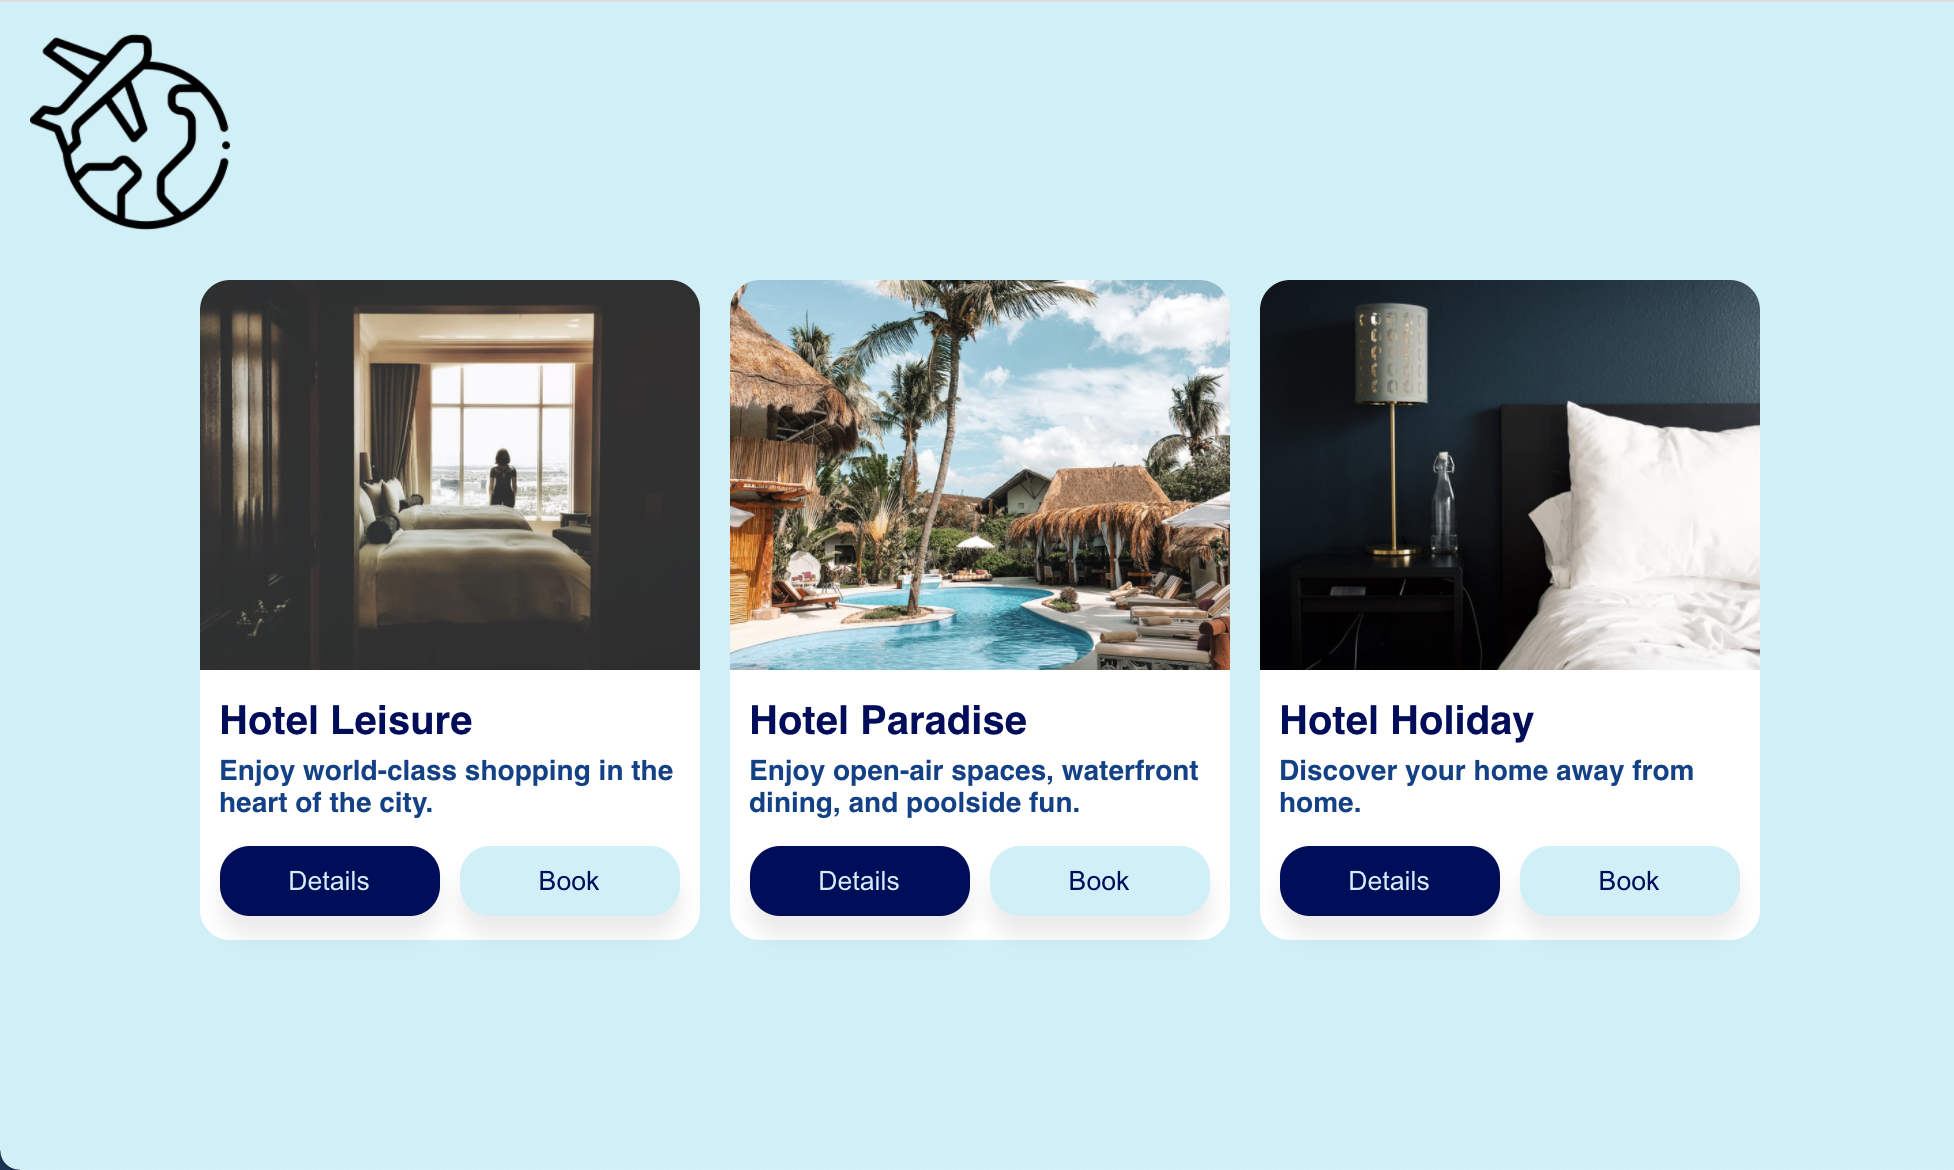 Hotel Leisure
Enjoy world-class shopping in the
heart of the city.
Details
Book
Hotel Paradise
Enjoy open-air spaces, waterfront
dining, and poolside fun.
Details
Book
Hotel Holiday
Discover your home away from
home.
Details
Book